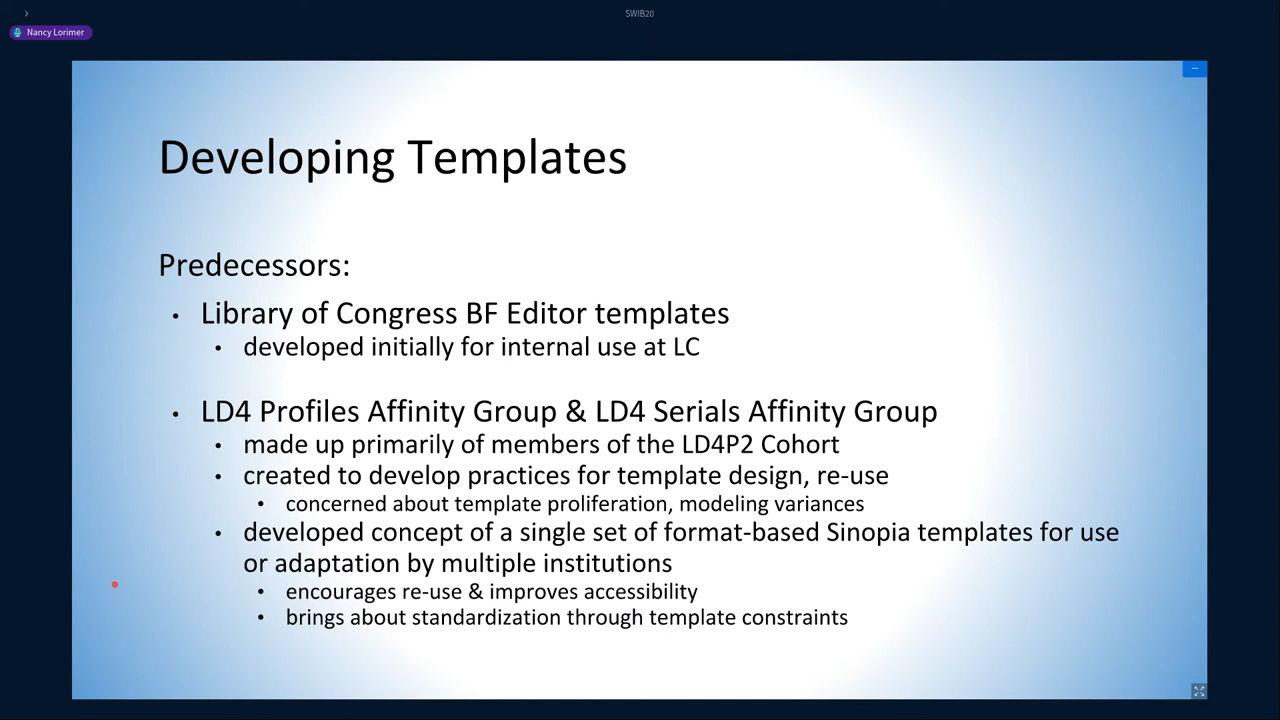 SWIB20
Nancy Lorimer
Developing Templates
Predecessors:
• Library of Congress BF Editor templates
• developed initially for internal use at LC
• LD4 Profiles Affinity Group & LD4 Serials Affinity Group
• made up primarily of members of the LD4P2 Cohort
• created to develop practices for template design, re-use
• concerned about template proliferation, modeling variances
• developed concept of a single set of format-based Sinopia templates for use
or adaptation by multiple institutions
• encourages re-use & improves accessibility
• brings about standardization through template constraints